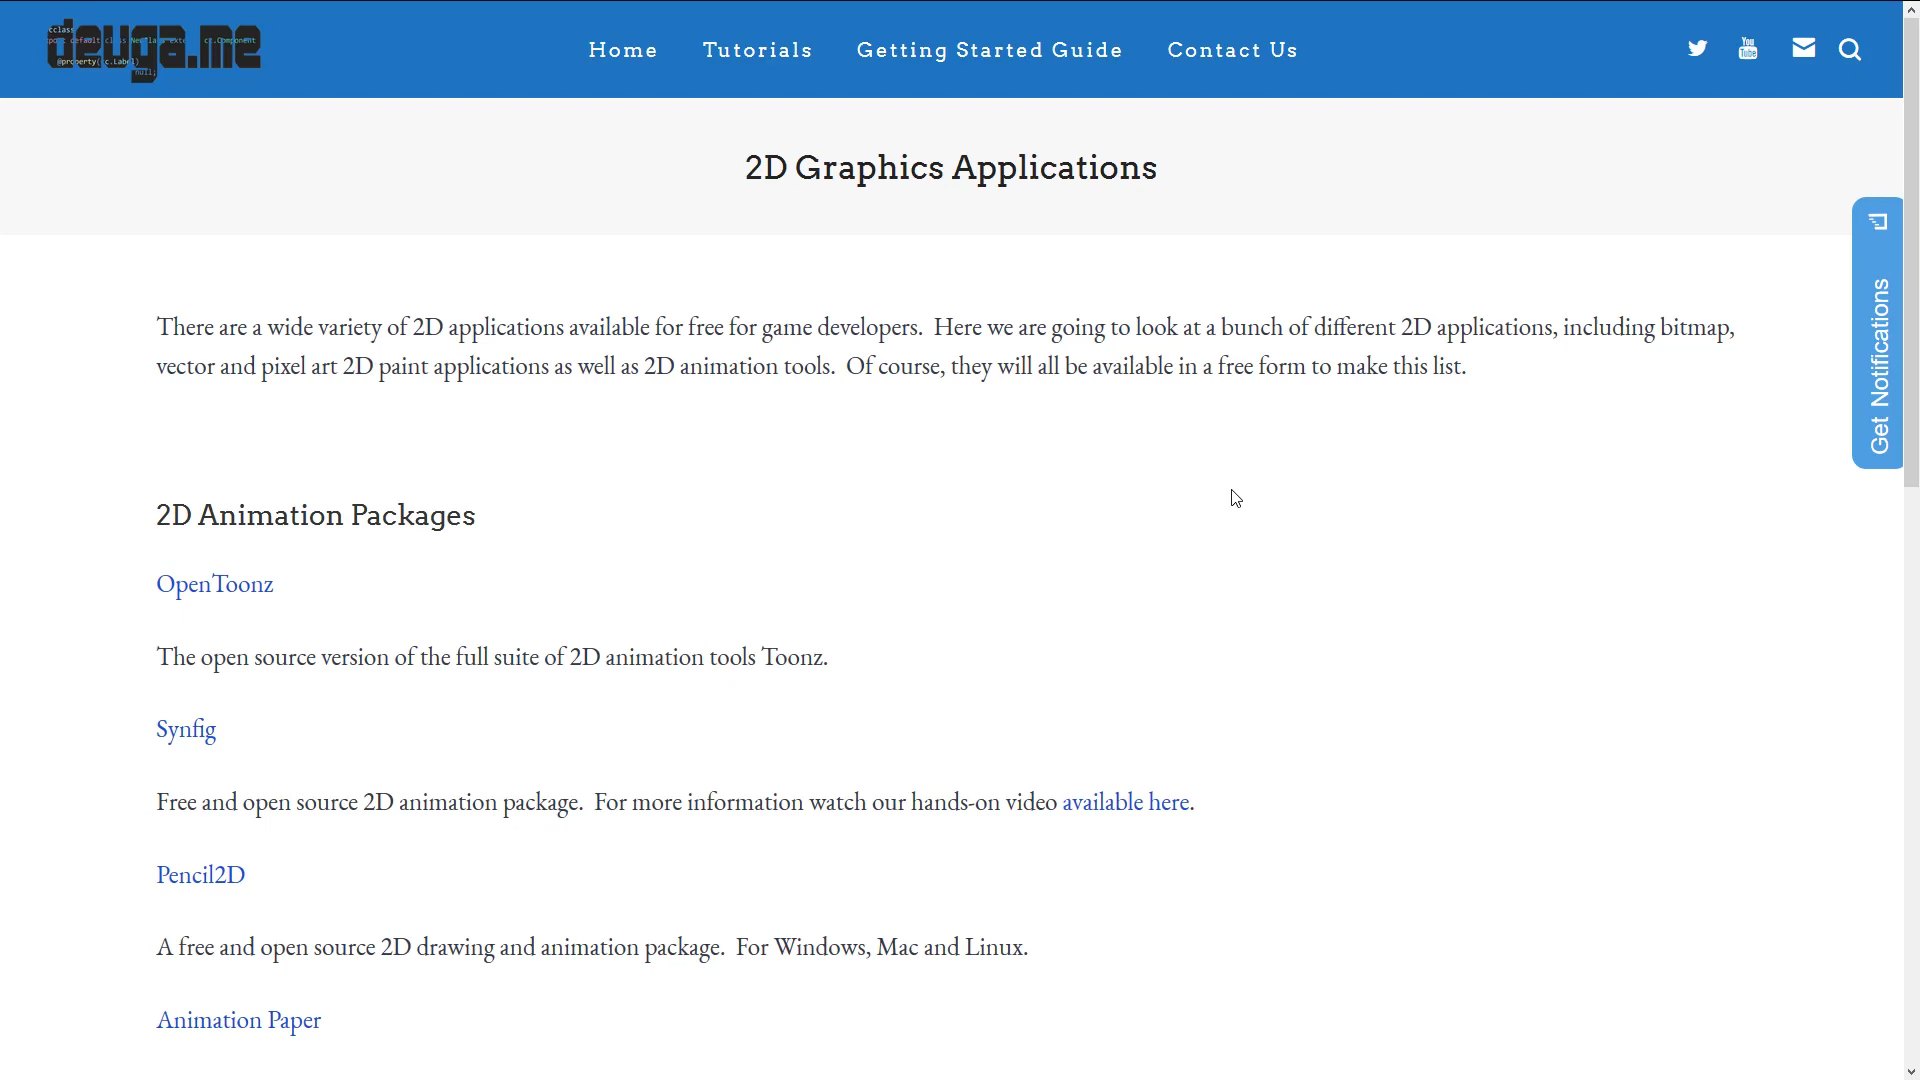 devga.me
Home Tutorials Getting Started Guide Contact Us
You Tube
2D Graphics Applications
Get Notifications
There are a wide variety of 2D applications available for free for game developers. Here we are going to look at a bunch of different 2D applications, including bitmap,
vector and pixel art 2D paint applications as well as 2D animation tools. Of course, they will all be available in a free form to make this list.
2D Animation Packages
OpenToonz
The open source version of the full suite of 2D animation tools Toonz.
Synfig
Free and open source 2D animation package. For more information watch our hands-on video available here.
Pencil2D
A free and open source 2D drawing and animation package. For Windows, Mac and Linux.
Animation Paper